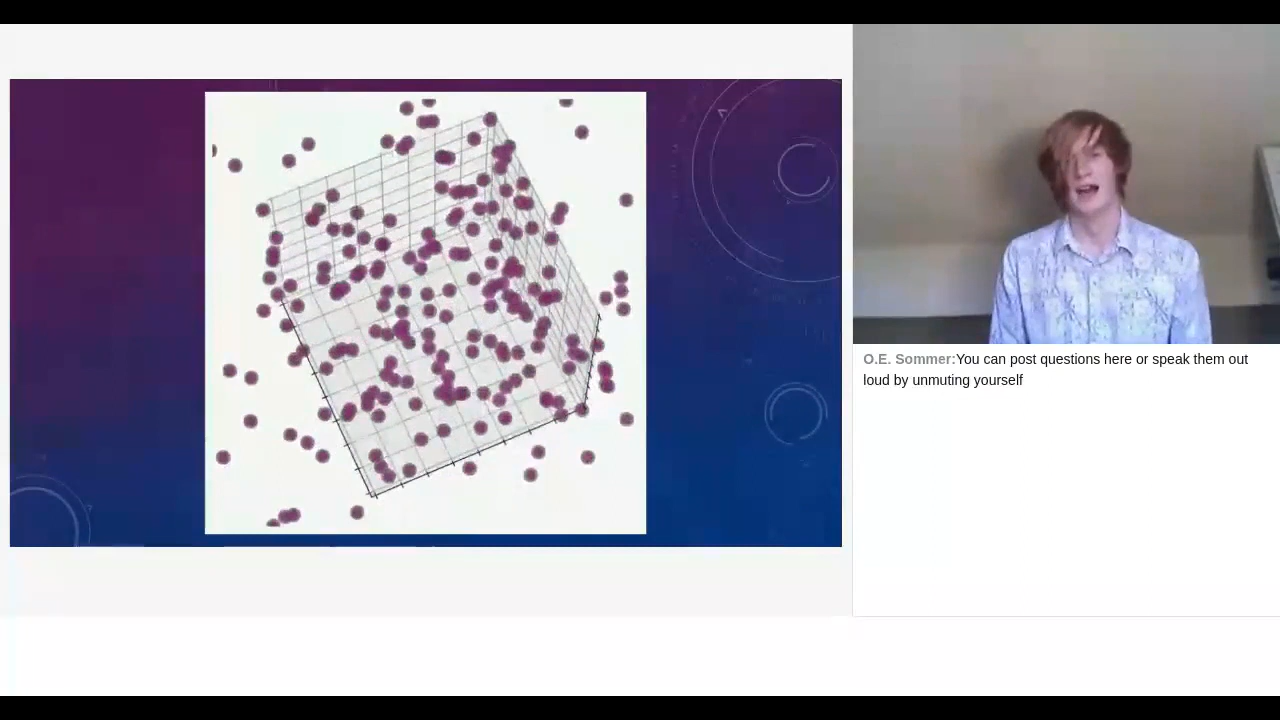 O.E. Sommer:You can post questions here or speak them out
loud by unmuting yourself